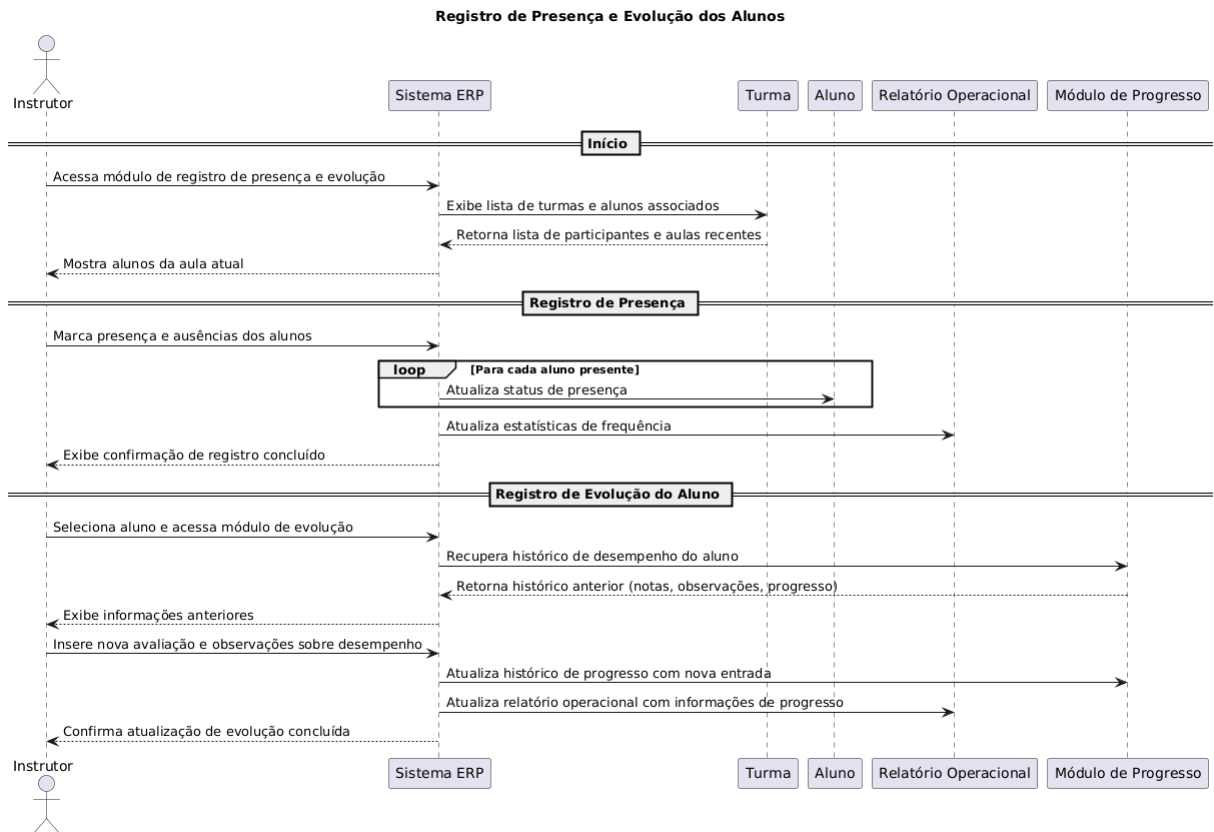 Registro de Presença e Evolução dos Alunos
Instrutor
Sistema ERP
Turma
Aluno
Relatório Operacional
Módulo de Progresso
Início
Acessa módulo de registro de presença e evolução
Exibe lista de turmas e alunos associados
Retorna lista de participantes e aulas recentes
Mostra alunos da aula atual
Registro de Presença
Marca presença e ausências dos alunos
loop
[Para cada aluno presente]
Atualiza status de presença
Atualiza estatísticas de frequência
Exibe confirmação de registro concluído
Registro de Evolução do Aluno
Seleciona aluno e acessa módulo de evolução
Recupera histórico de desempenho do aluno
Retorna histórico anterior (notas, observações, progresso)
Exibe informações anteriores
Insere nova avaliação e observações sobre desempenho
Atualiza histórico de progresso com nova entrada
Atualiza relatório operacional com informações de progresso
Confirma atualização de evolução concluída
Instrutor
Sistema ERP
Turma
Aluno
Relatório Operacional
Módulo de Progresso